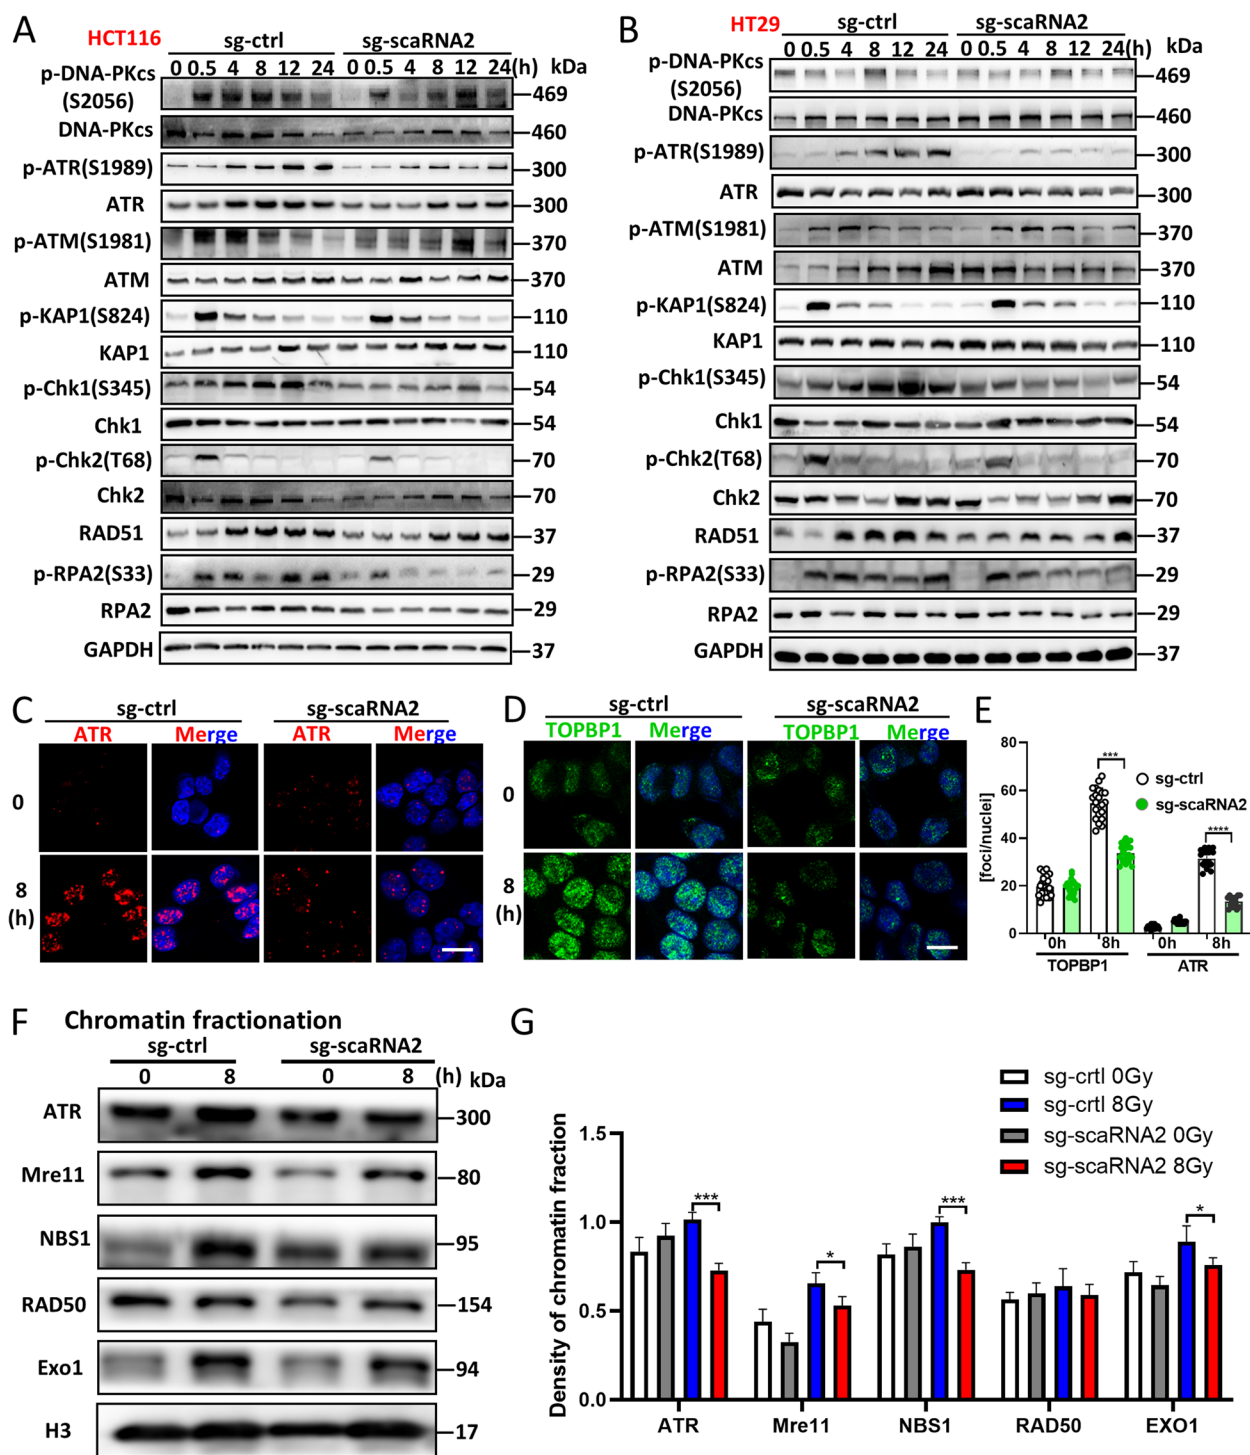 A
HCT116
sg-ctrl
sg-scaRNA2
0 0.5 4 8 12 24 0 0.5 4 8 12 24(h) kDa
p-DNA-PKcs
(S2056)
469
DNA-PKcs
460
p-ATR(S1989)
300
ATR
300
p-ATM(S1981)
370
ATM
370
p-KAP1(S824)
110
KAP1
110
p-Chk1(S345)
54
Chk1
54
p-Chk2(T68)
70
Chk2
70
RAD51
37
p-RPA2(S33)
29
RPA2
29
GAPDH
37
B
HT29
sg-ctrl
sg-scaRNA2
0 0.5 4 8 12 24 0 0.5 4 8 12 24 (h) kDa
p-DNA-PKcs
(S2056)
469
DNA-PKcs
460
p-ATR(S1989)
300
ATR
300
p-ATM(S1981)
370
ATM
370
p-KAP1(S824)
110
KAP1
110
p-Chk1(S345)
54
Chk1
54
p-Chk2(T68)
70
Chk2
70
RAD51
37
p-RPA2(S33)
29
RPA2
29
GAPDH
37
C
sg-ctrl
sg-scaRNA2
ATR Merge ATR Merge
0
8
(h)
D
sg-ctrl
sg-scaRNA2
TOPBP1 Merge TOPBP1 Merge
0
8
(h)
E
[foci/nuclei]
80
60
40
20
0
***
****
sg-ctrl
sg-scaRNA2
0h 8h 0h 8h
TOPBP1 ATR
F
Chromatin fractionation
sg-ctrl
sg-scaRNA2
0 8 0 8 (h) kDa
ATR
300
Mre11
80
NBS1
95
RAD50
154
Exo1
94
H3
17
G
sg-crtl 0Gy
sg-crtl 8Gy
sg-scaRNA2 0Gy
sg-scaRNA2 8Gy
Density of chromatin fraction
1.5
1.0
0.5
0.0
***
*
***
*
ATR Mre11 NBS1 RAD50 EXO1